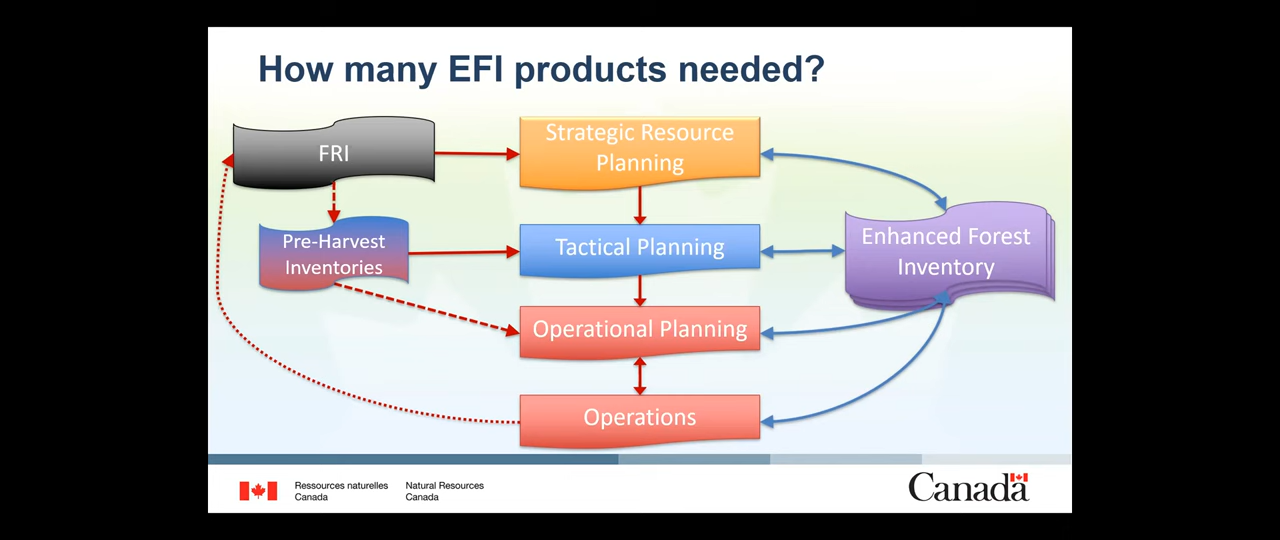 How many EFI products needed?
FRI
Strategic Resource
Planning
Pre-Harvest
Inventories
Tactical Planning
Enhanced Forest
Inventory
Operational Planning
Operations
Ressources naturelles
Canada
Natural Resources
Canada
Canada